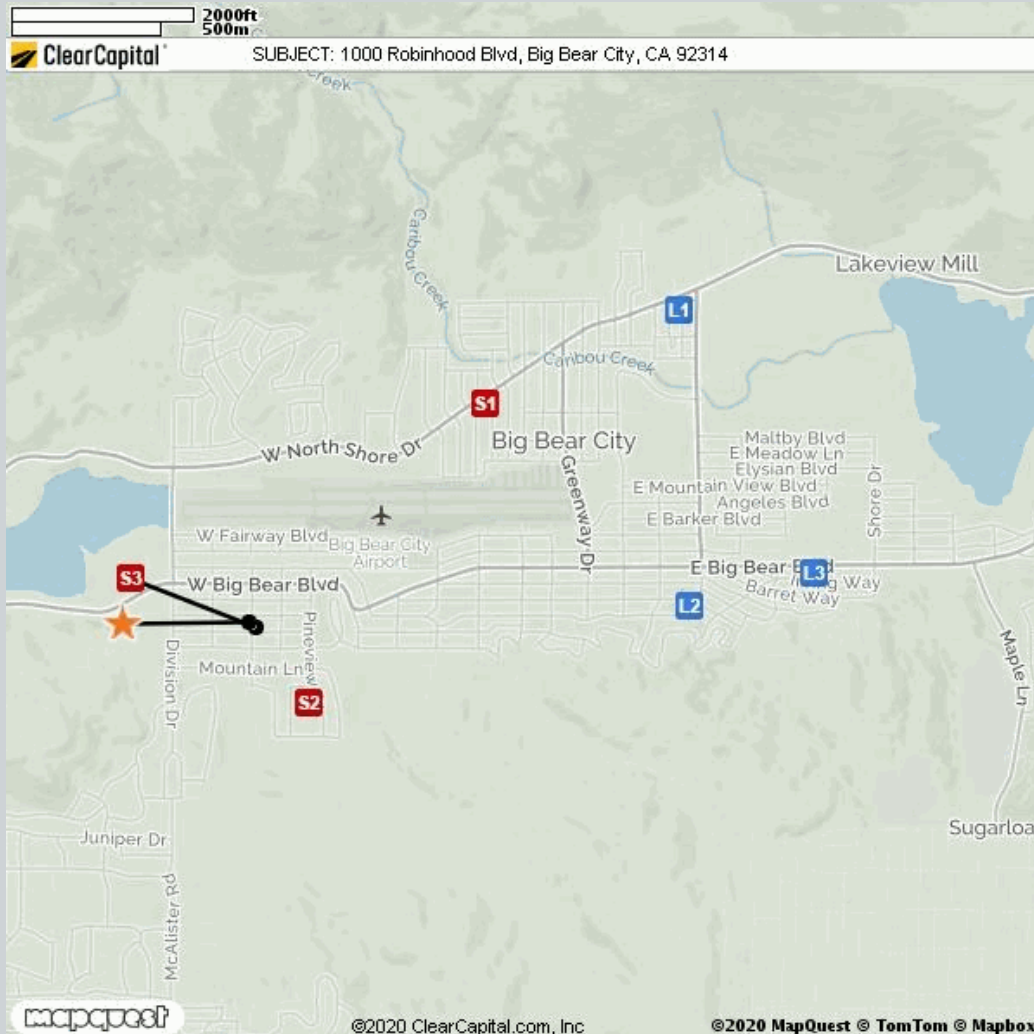 2000ft
500m
ClearCapital
SUBJECT: 1000 Robinhood Blvd, Big Bear City, CA 92314
Creek
Caribou Creek
Lakeview Mill
L1
Caribou Creek
S1
Big Bear City
W North Shore Dr
Maltby Blvd
E Meadow Ln
Elysian Blvd
E Mountain View Blvd
Angeles Blvd
E Barker Blvd
Shore Dr
Greenway Dr
W Fairway Blvd
Big Bear City
Airport
S3
W Big Bear Blvd
E Big Bear
L3
Way
Barret Way
L2
Pineview
Division Dr
Mountain Ln
S2
Maple Ln
Juniper Dr
Sugarloa
McAlister Rd
mapquest
©2020 ClearCapital.com, Inc
©2020 MapQuest © TomTom © Mapbox